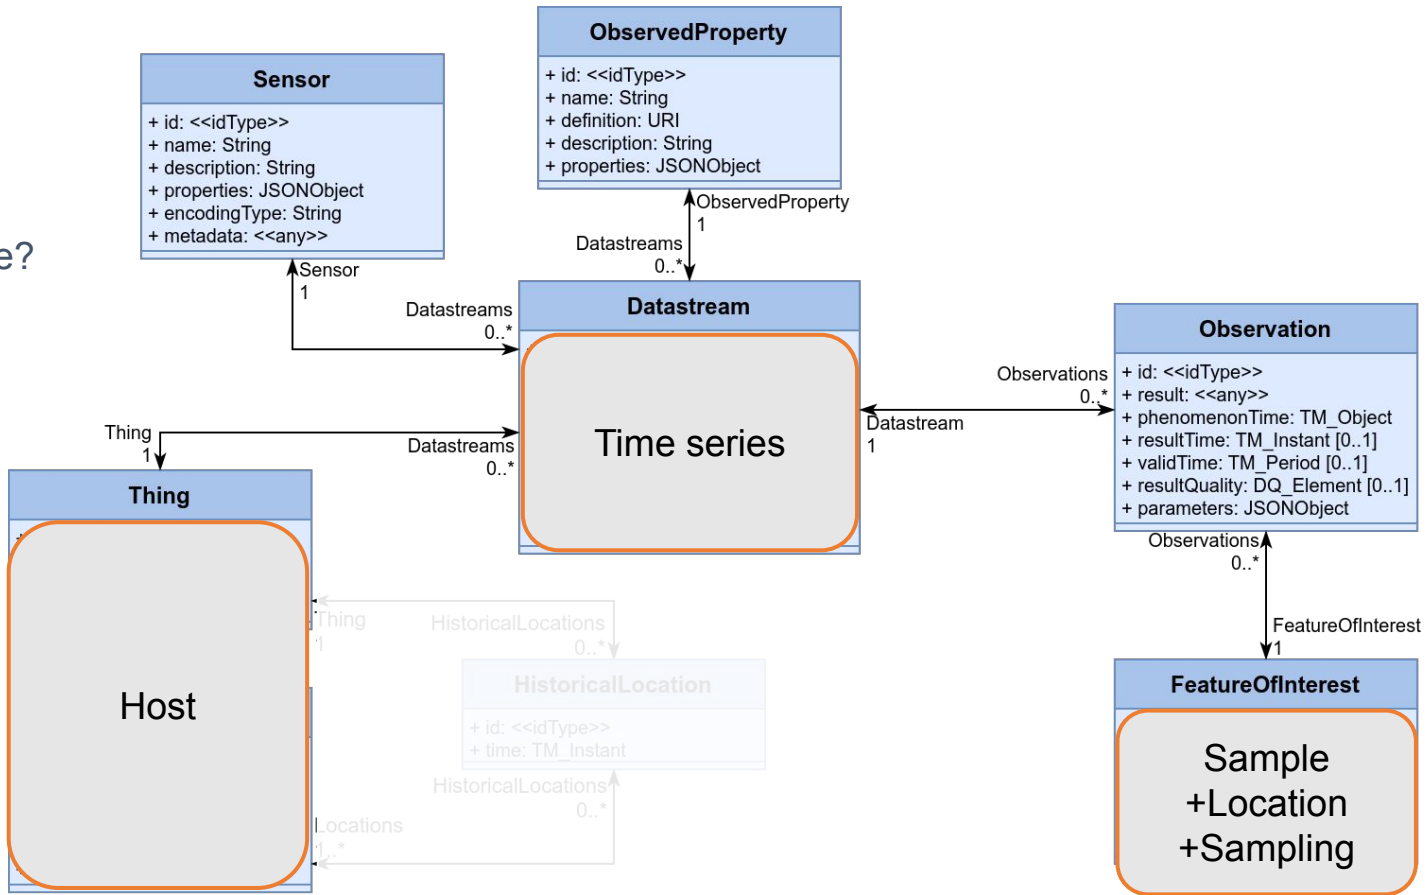 e?
Sensor
+ id: <<idType>>
+ name: String
+ description: String
+ properties: JSONObject
+ encodingType: String
+ metadata: <<any>>
ObservedProperty
+ id: <<idType>>
+ name: String
+ definition: URI
+ description: String
+ properties: JSONObject
ObservedProperty
1
Datastreams
0..*
Sensor
1
Datastreams
0..*
Datastream
Time series
Thing
1
Datastreams
0..*
Observations
0..*
Datastream
1
Observation
+ id: <<idType>>
+ result: <<any>>
+ phenomenonTime: TM_Object
+ resultTime: TM_Instant [0..1]
+ validTime: TM_Period [0..1]
+ resultQuality: DQ_Element [0..1]
+ parameters: JSONObject
Observations
0..*
FeatureOfInterest
1
Thing
Host
Thing
1
HistoricalLocations
0..*
HistoricalLocation
+ id: <<idType>>
+ time: TM_Instant
HistoricalLocations
0..*
Locations
1..*
FeatureOfInterest
Sample
+Location
+Sampling